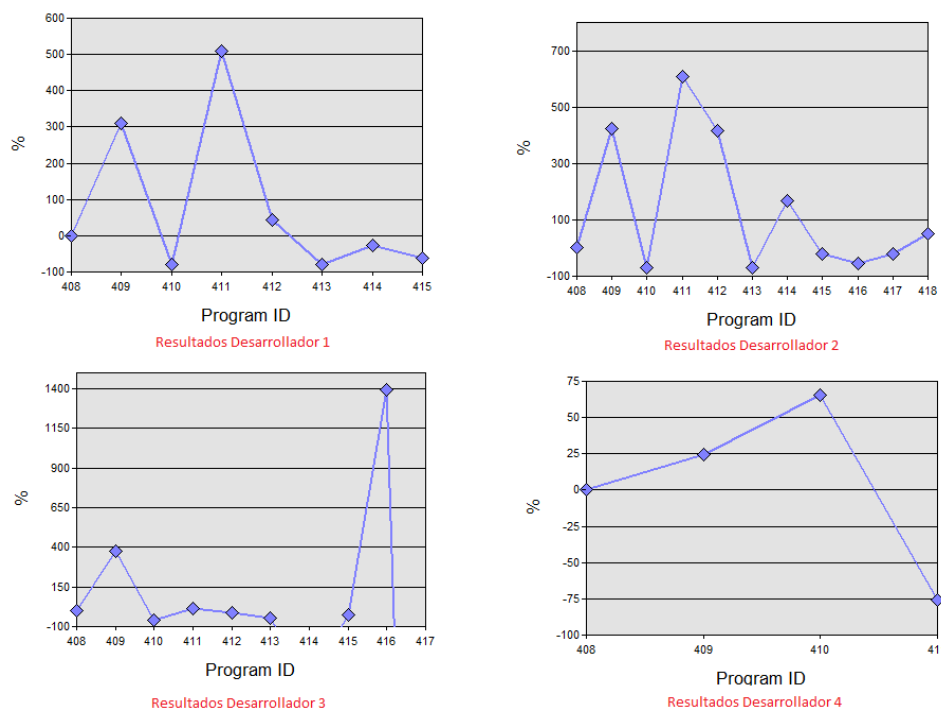 600
500
400
300
200
100
0
-100
%
408 409 410 411 412 413 414 415
Program ID
Resultados Desarrollador 1
700
500
300
100
-100
%
408 409 410 411 412 413 414 415 416 417 418
Program ID
Resultados Desarrollador 2
1400
1150
900
650
400
150
-100
%
408 409 410 411 412 413 414 415 416 417
Program ID
Resultados Desarrollador 3
75
50
25
0
-25
-50
-75
-100
%
408 409 410 41
Program ID
Resultados Desarrollador 4